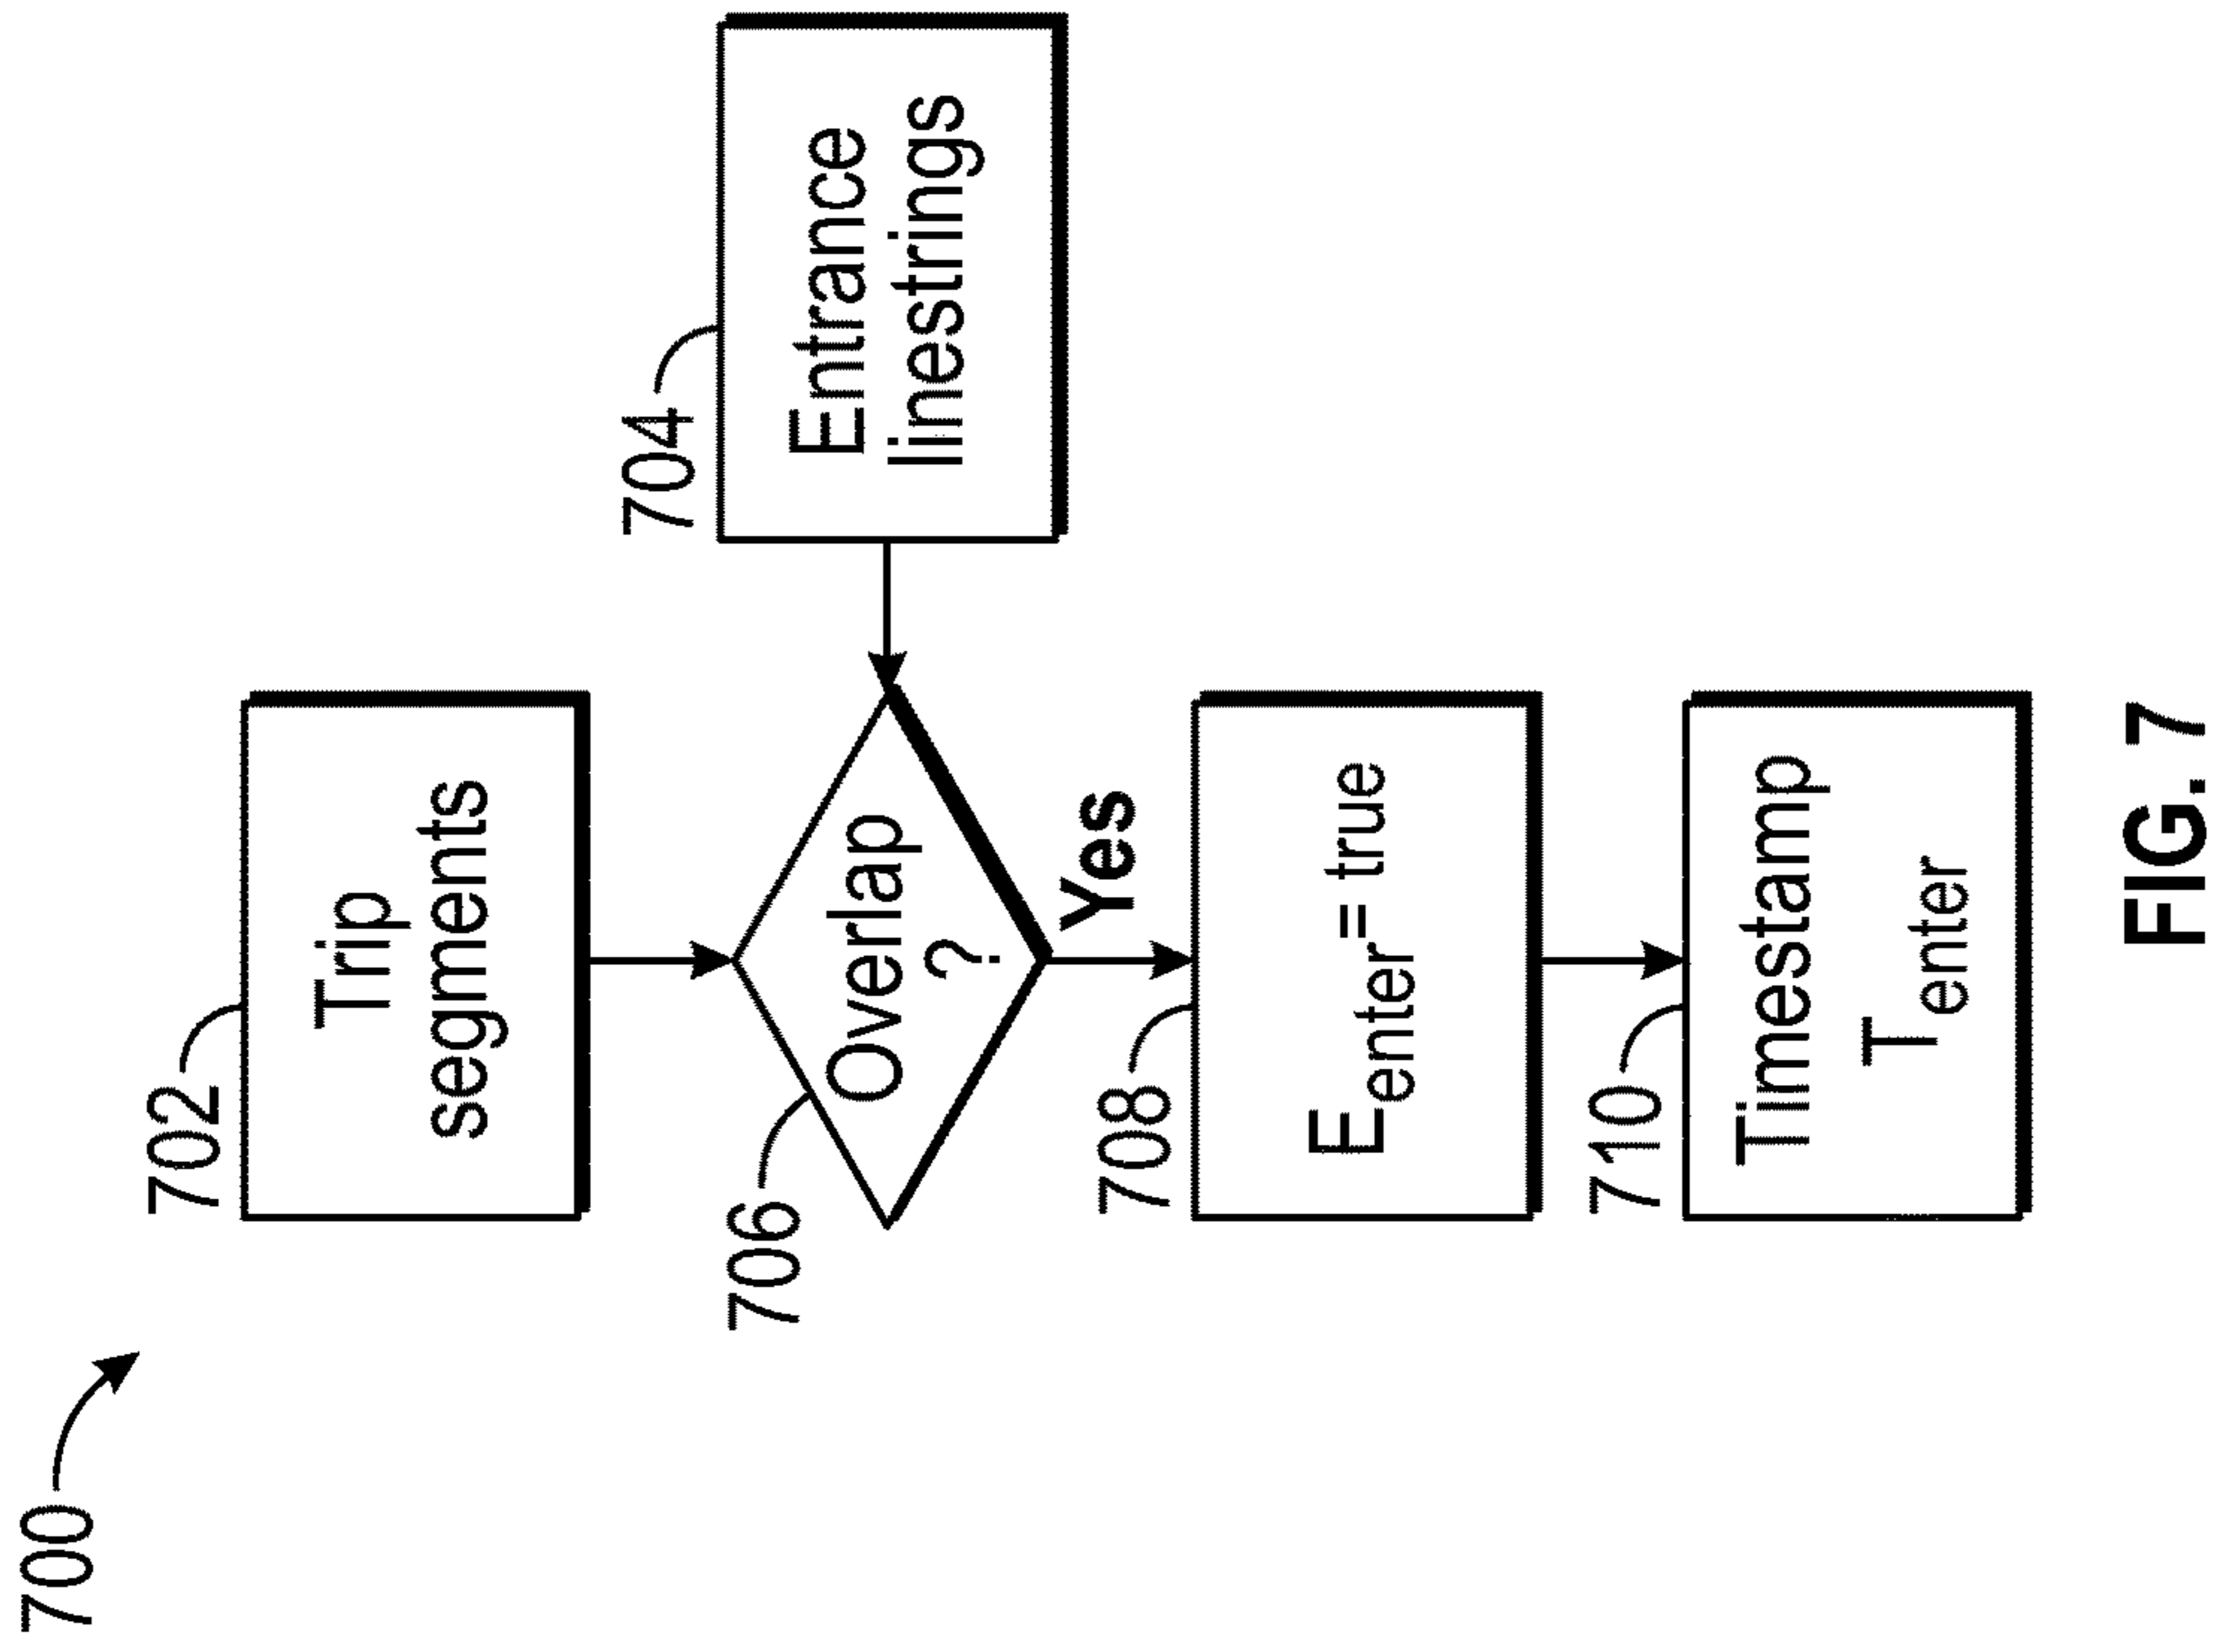 700
702
Trip
segments
704
Entrance
linestrings
706
Overlap
?
Yes
708
Eenter = true
710
Timestamp
Tenter
FIG. 7